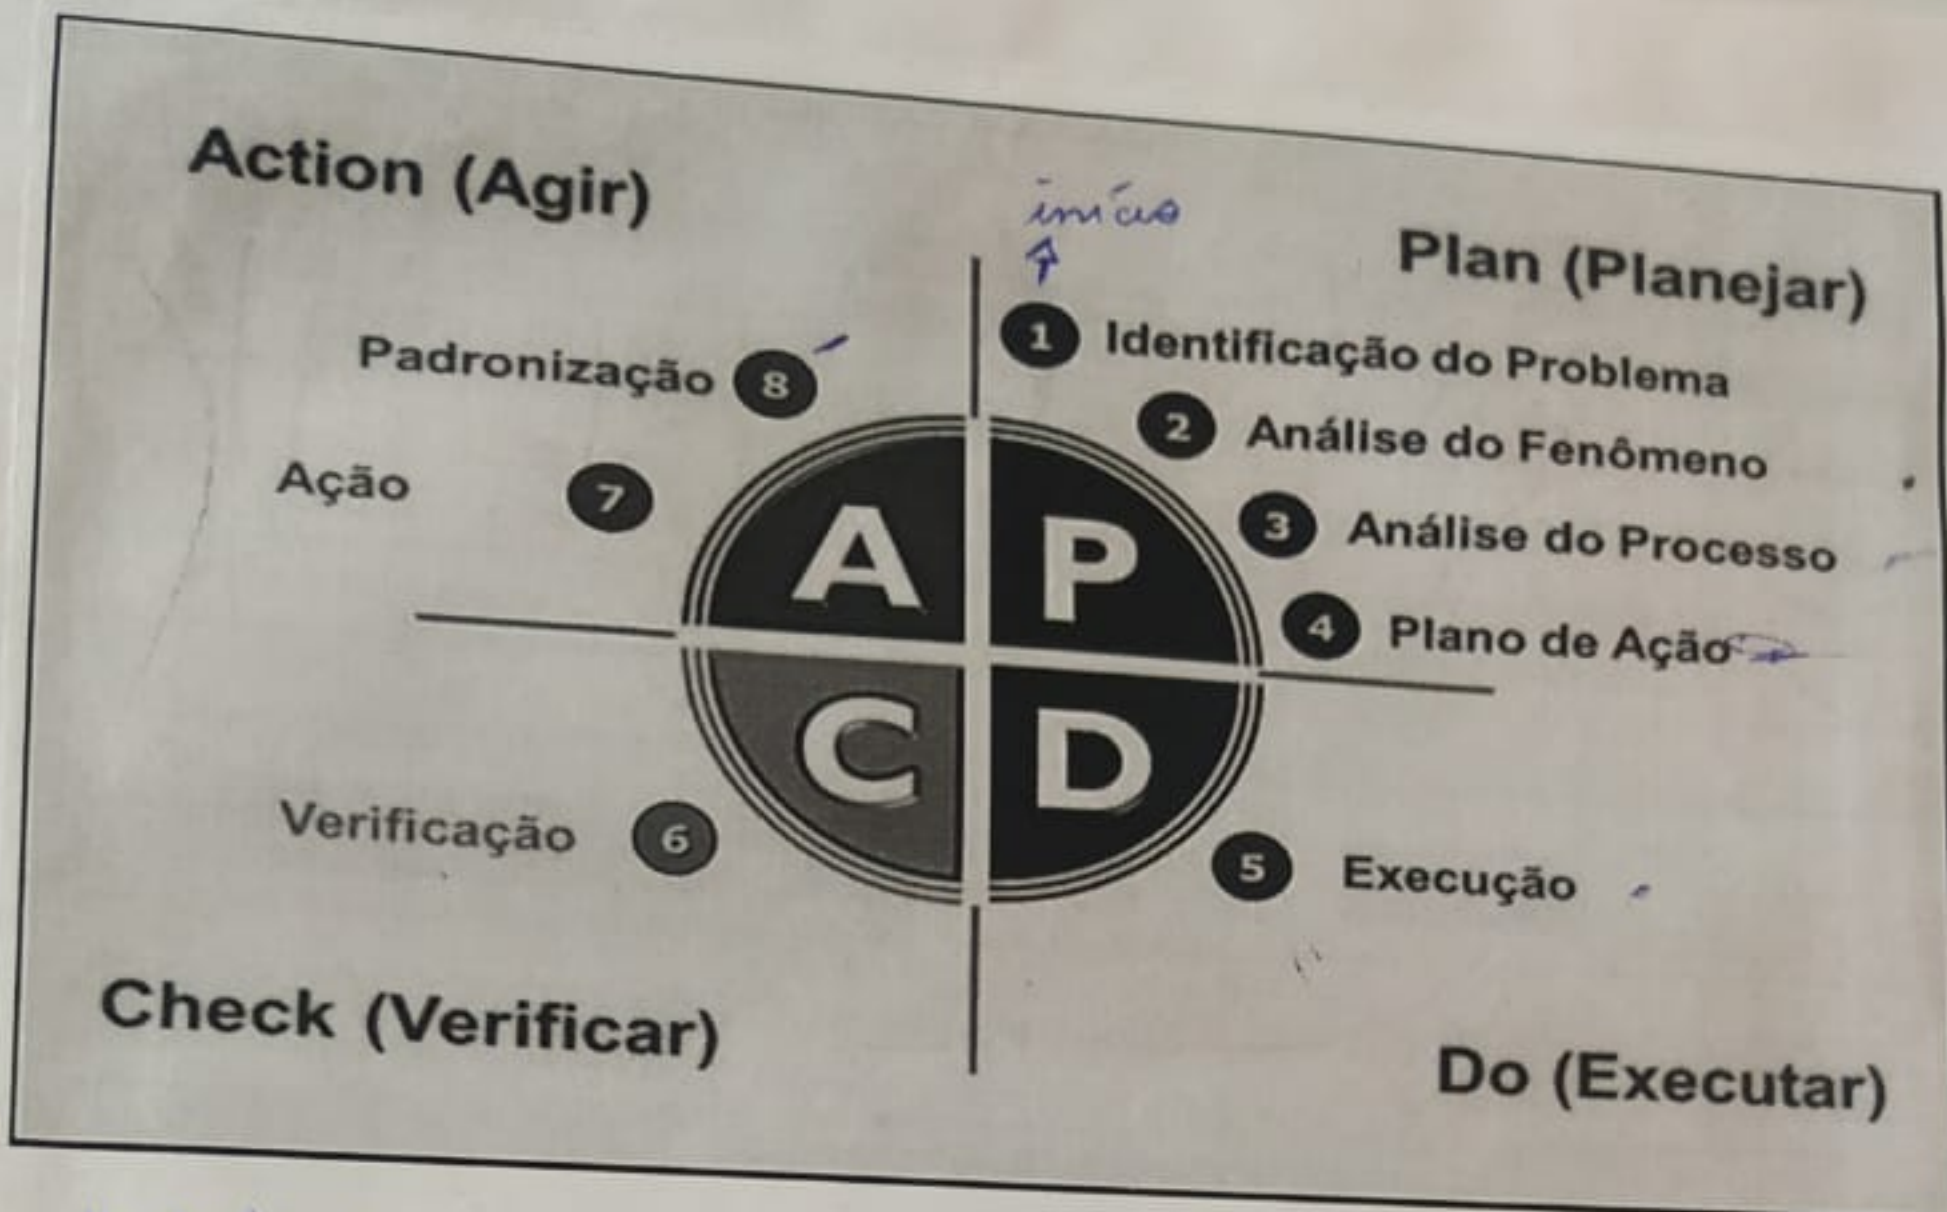 Action (Agir)
início
Plan (Planejar)
1 Identificação do Problema
2 Análise do Fenômeno
3 Análise do Processo
4 Plano de Ação
Padronização 8
Ação 7
A P
C D
Verificação 6
5 Execução
Check (Verificar)
Do (Executar)